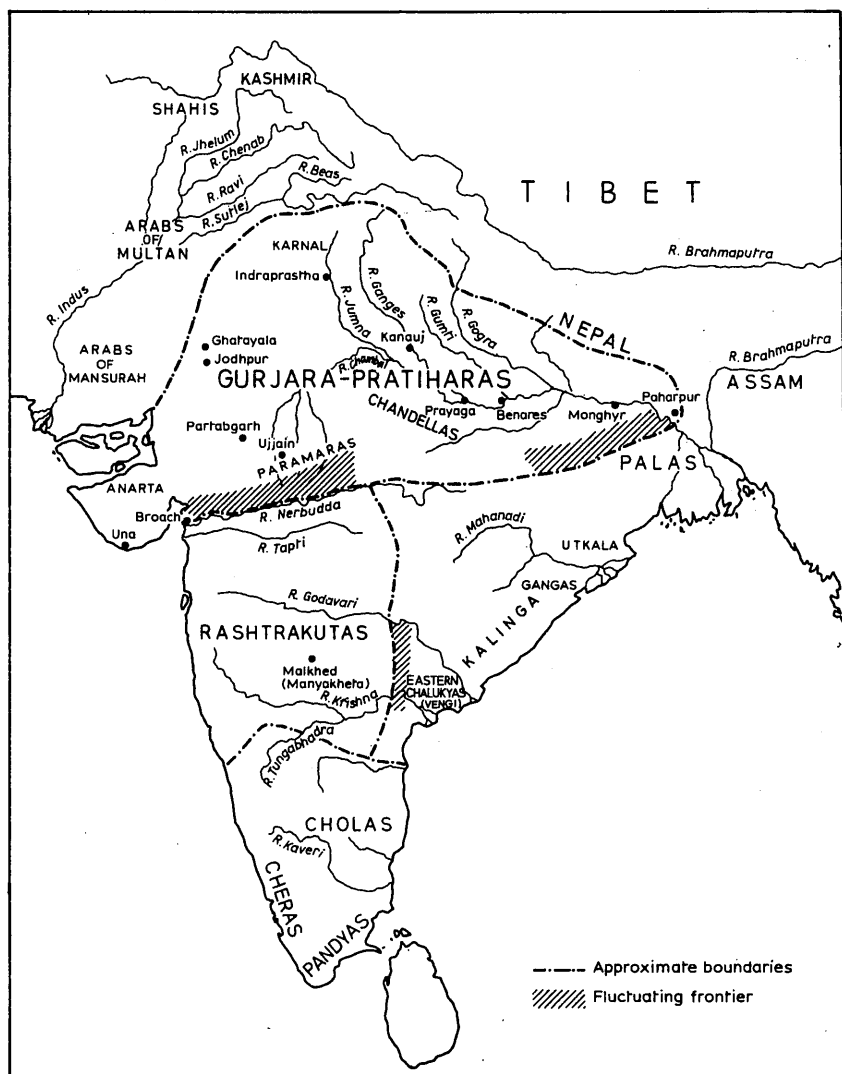 KASHMIR
SHAHIS
R. Jhelum
R. Chenab
R. Beas
R. Ravi
R. Sutlej
TIBET
ARABS
OF
MULTAN
KARNAL
R. Brahmaputra
Indraprastha
R. Indus
R. Ganges
R. Jumna
R. Gumti
R. Gogra
NEPAL
Ghatayala
Jodhpur
Kanauj
ARABS
OF
MANSURAH
R. Chambal
R. Brahmaputra
ASSAM
GURJARA-PRATIHARAS
CHANDELLAS
Prayaga
Benares
Monghyr
Paharpur
Partabgarh
Ujjain
PARAMARAS
PALAS
ANARTA
Broach
R. Nerbudda
Una
R. Tapti
R. Mahanadi
UTKALA
GANGAS
KALINGA
R. Godavari
RASHTRAKUTAS
Malkhed
(Manyakheta)
R. Krishna
EASTERN
CHALUKYAS
(VENGI)
R. Tungabhadra
CHOLAS
R. Kaveri
CHERAS
PANDYAS
Approximate boundaries
Fluctuating frontier